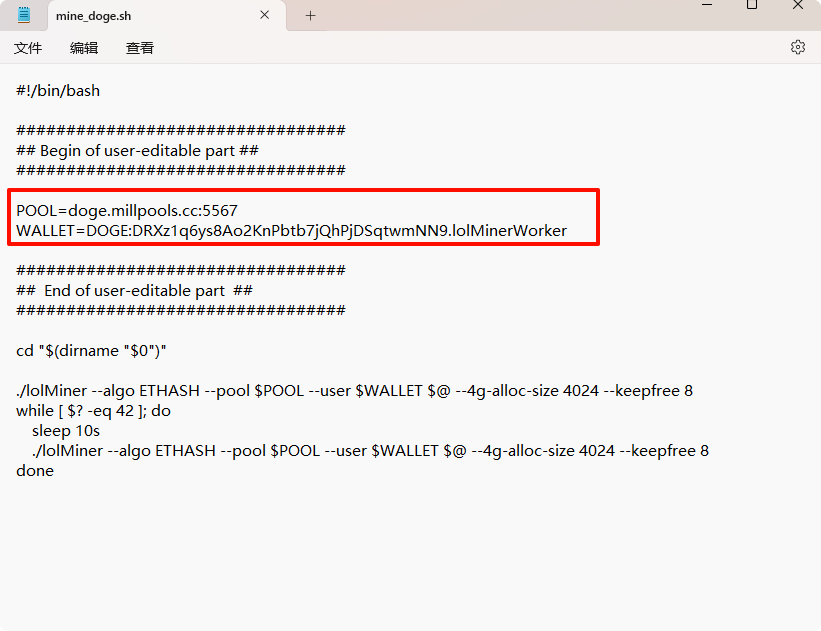 mine_doge.sh
文件 编辑 查看
#!/bin/bash
#################################
## Begin of user-editable part ##
#################################
POOL=doge.millpools.cc:5567
WALLET=DOGE:DRXz1q6ys8Ao2KnPbtb7jQhPjDSqtwmNN9.lolMinerWorker
#################################
##  End of user-editable part  ##
#################################
cd "$(dirname "$0")"
./lolMiner --algo ETHASH --pool $POOL --user $WALLET $@ --4g-alloc-size 4024 --keepfree 8
while [ $? -eq 42 ]; do
    sleep 10s
    ./lolMiner --algo ETHASH --pool $POOL --user $WALLET $@ --4g-alloc-size 4024 --keepfree 8
done